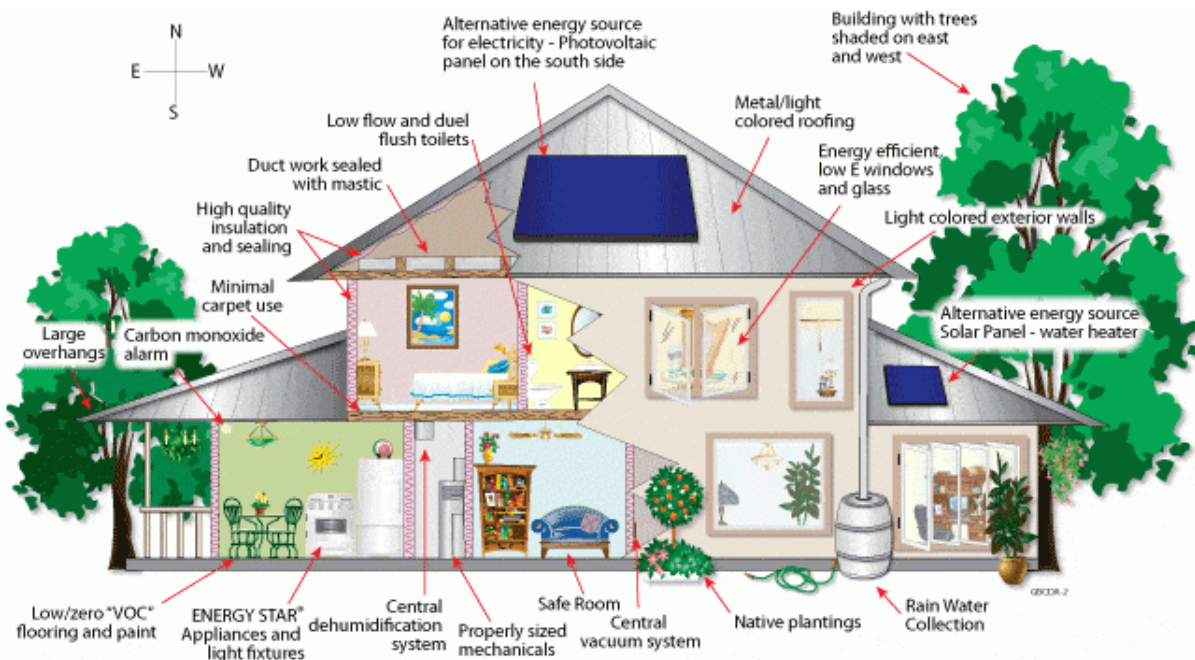 N
E
W
S
Alternative energy source
for electricity - Photovoltaic
panel on the south side
Building with trees
shaded on east
and west
Low flow and duel
flush toilets
Metal/light
colored roofing
Duct work sealed
with mastic
Energy efficient,
low E windows
and glass
High quality
insulation
and sealing
Light colored exterior walls
Minimal
carpet use
Alternative energy source
Solar Panel - water heater
Large
overhangs
Carbon monoxide
alarm
GBCDR-2
Low/zero “VOC”
flooring and paint
ENERGY STAR®
Appliances and
light fixtures
Central
dehumidification
system
Properly sized
mechanicals
Safe Room
Central
vacuum system
Native plantings
Rain Water
Collection